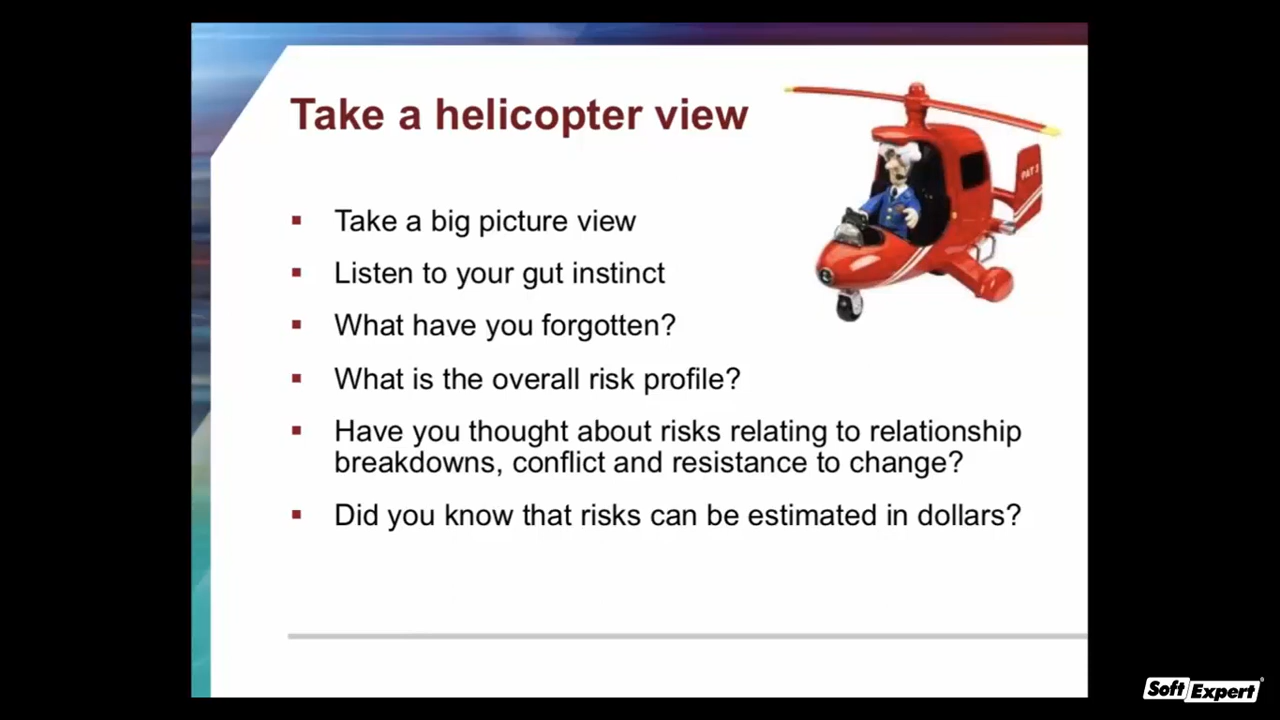 Take a helicopter view
PAT 3
▪ Take a big picture view
▪ Listen to your gut instinct
▪ What have you forgotten?
▪ What is the overall risk profile?
▪ Have you thought about risks relating to relationship
breakdowns, conflict and resistance to change?
▪ Did you know that risks can be estimated in dollars?
Soft Expert®